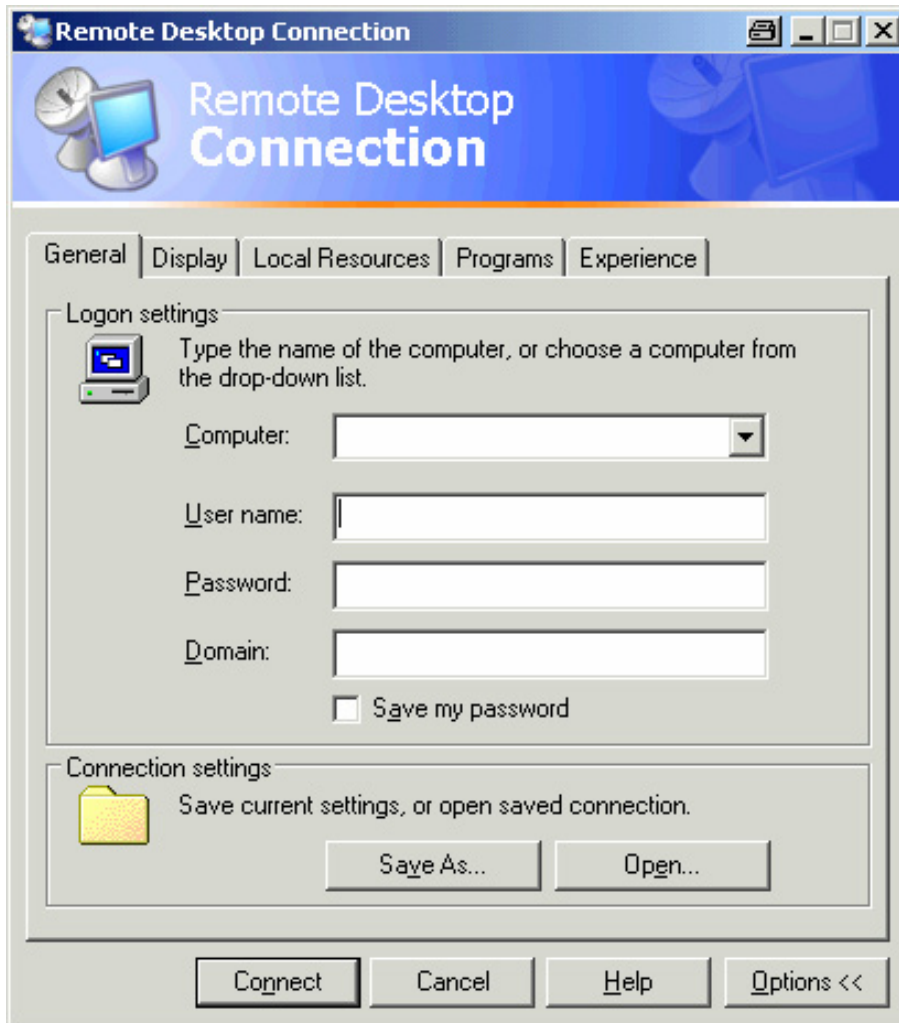 Remote Desktop Connection
Remote Desktop
Connection
General Display Local Resources Programs Experience
Logon settings
Type the name of the computer, or choose a computer from
the drop-down list.
Computer:
User name:
Password:
Domain:
Save my password
Connection settings
Save current settings, or open saved connection.
Save As... Open...
Connect Cancel Help Options <<